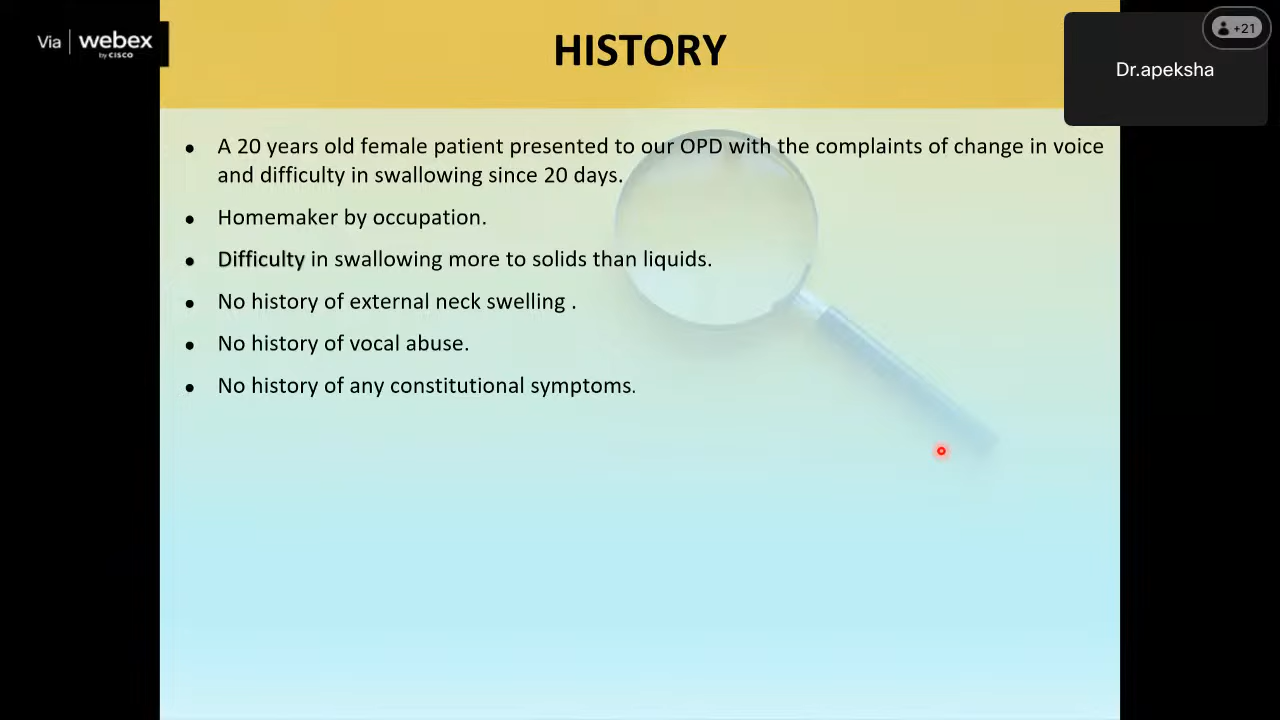 Via webex
by CISCO
HISTORY
+21
Dr.apeksha
● A 20 years old female patient presented to our OPD with the complaints of change in voice
and difficulty in swallowing since 20 days.
● Homemaker by occupation.
● Difficulty in swallowing more to solids than liquids.
● No history of external neck swelling .
● No history of vocal abuse.
● No history of any constitutional symptoms.